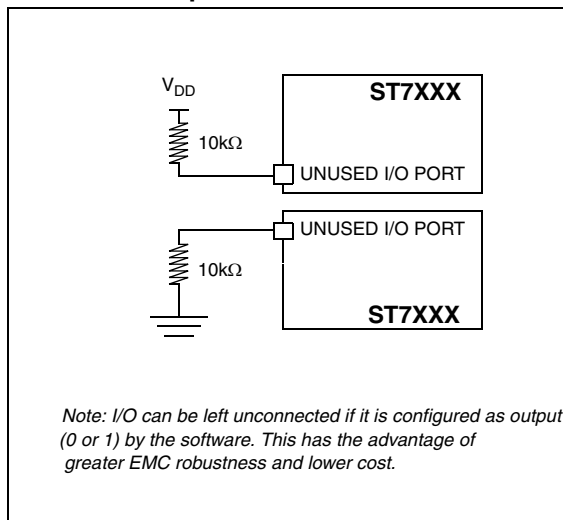 V_DD
ST7XXX
10kΩ
UNUSED I/O PORT
UNUSED I/O PORT
10kΩ
ST7XXX
Note: I/O can be left unconnected if it is configured as output
(0 or 1) by the software. This has the advantage of
greater EMC robustness and lower cost.